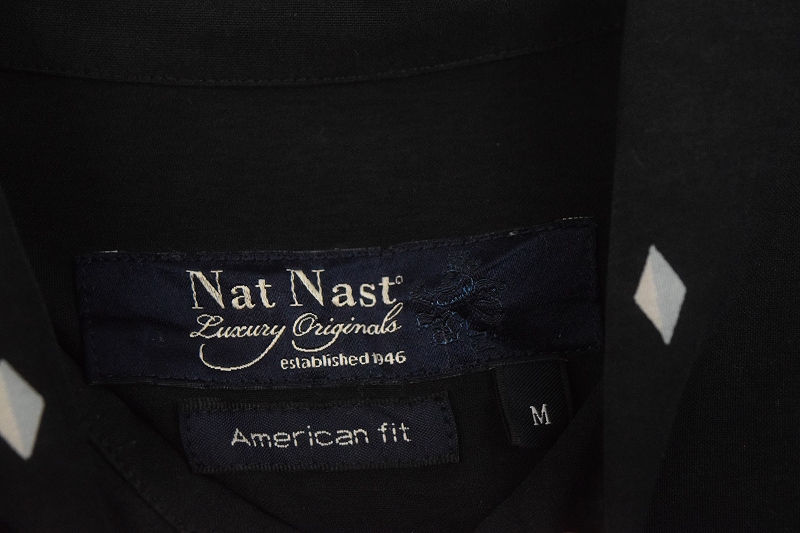 Nat Nast®
Luxury Originals
established 1946
American fit
M